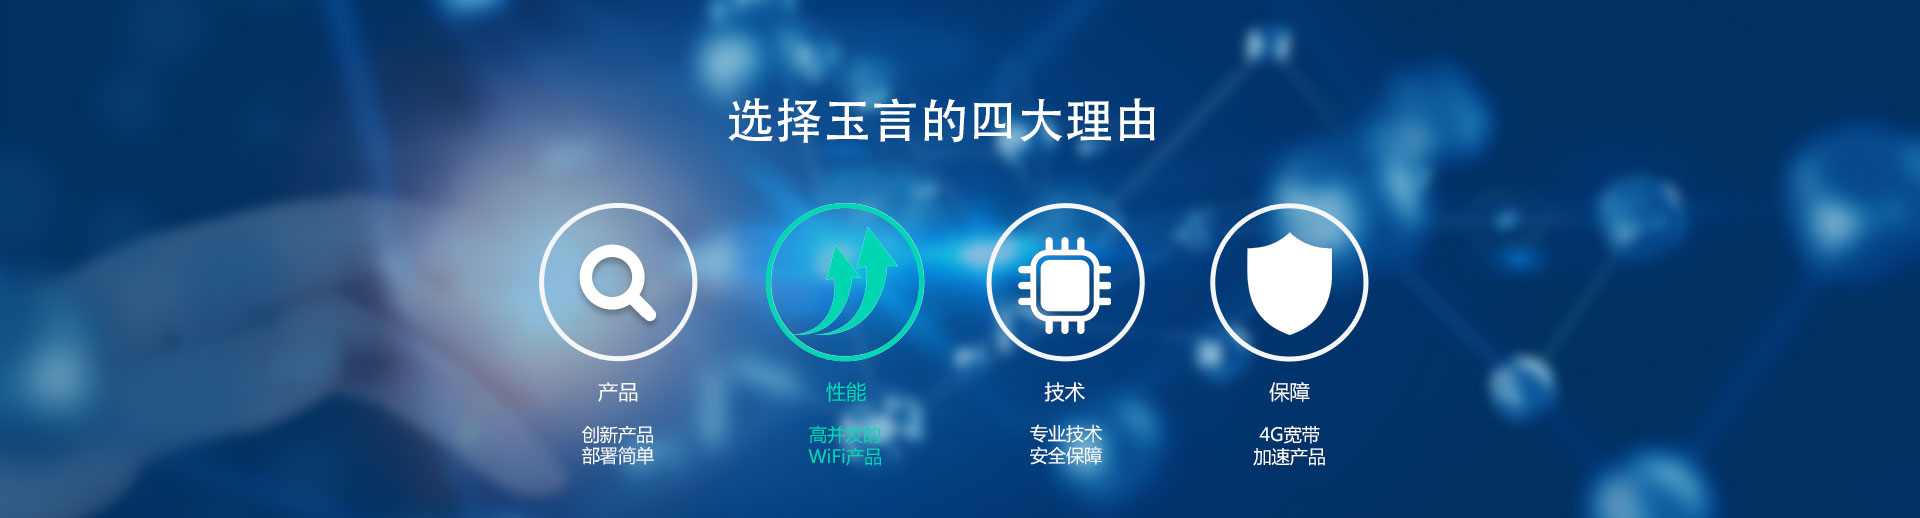 选择玉言的四大理由
产品
创新产品
部署简单
性能
高并发的
WiFi产品
技术
专业技术
安全保障
保障
4G宽带
加速产品